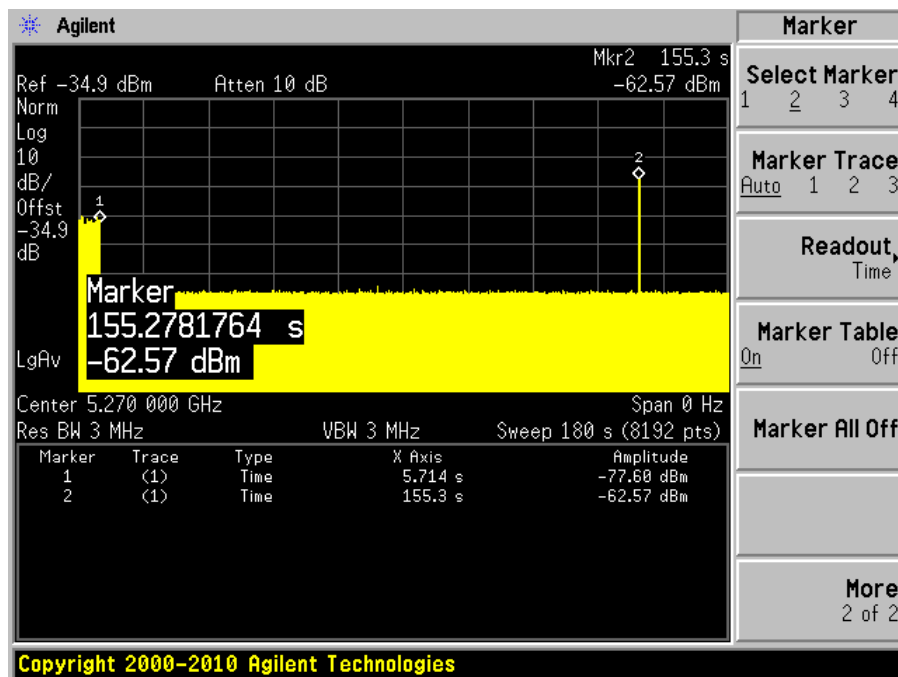 Agilent
Mkr2 155.3 s
Ref -34.9 dBm Atten 10 dB -62.57 dBm
Norm
Log
10
dB/
Offst
-34.9
dB
1
2
Marker
155.2781764 s
-62.57 dBm
LgAv
Center 5.270 000 GHz Span 0 Hz
Res BW 3 MHz VBW 3 MHz Sweep 180 s (8192 pts)
Marker Trace Type X Axis Amplitude
1 (1) Time 5.714 s -77.60 dBm
2 (1) Time 155.3 s -62.57 dBm
Copyright 2000-2010 Agilent Technologies
Marker
Select Marker
1 2 3 4
Marker Trace
Auto 1 2 3
Readout
Time
Marker Table
On Off
Marker All Off
More
2 of 2